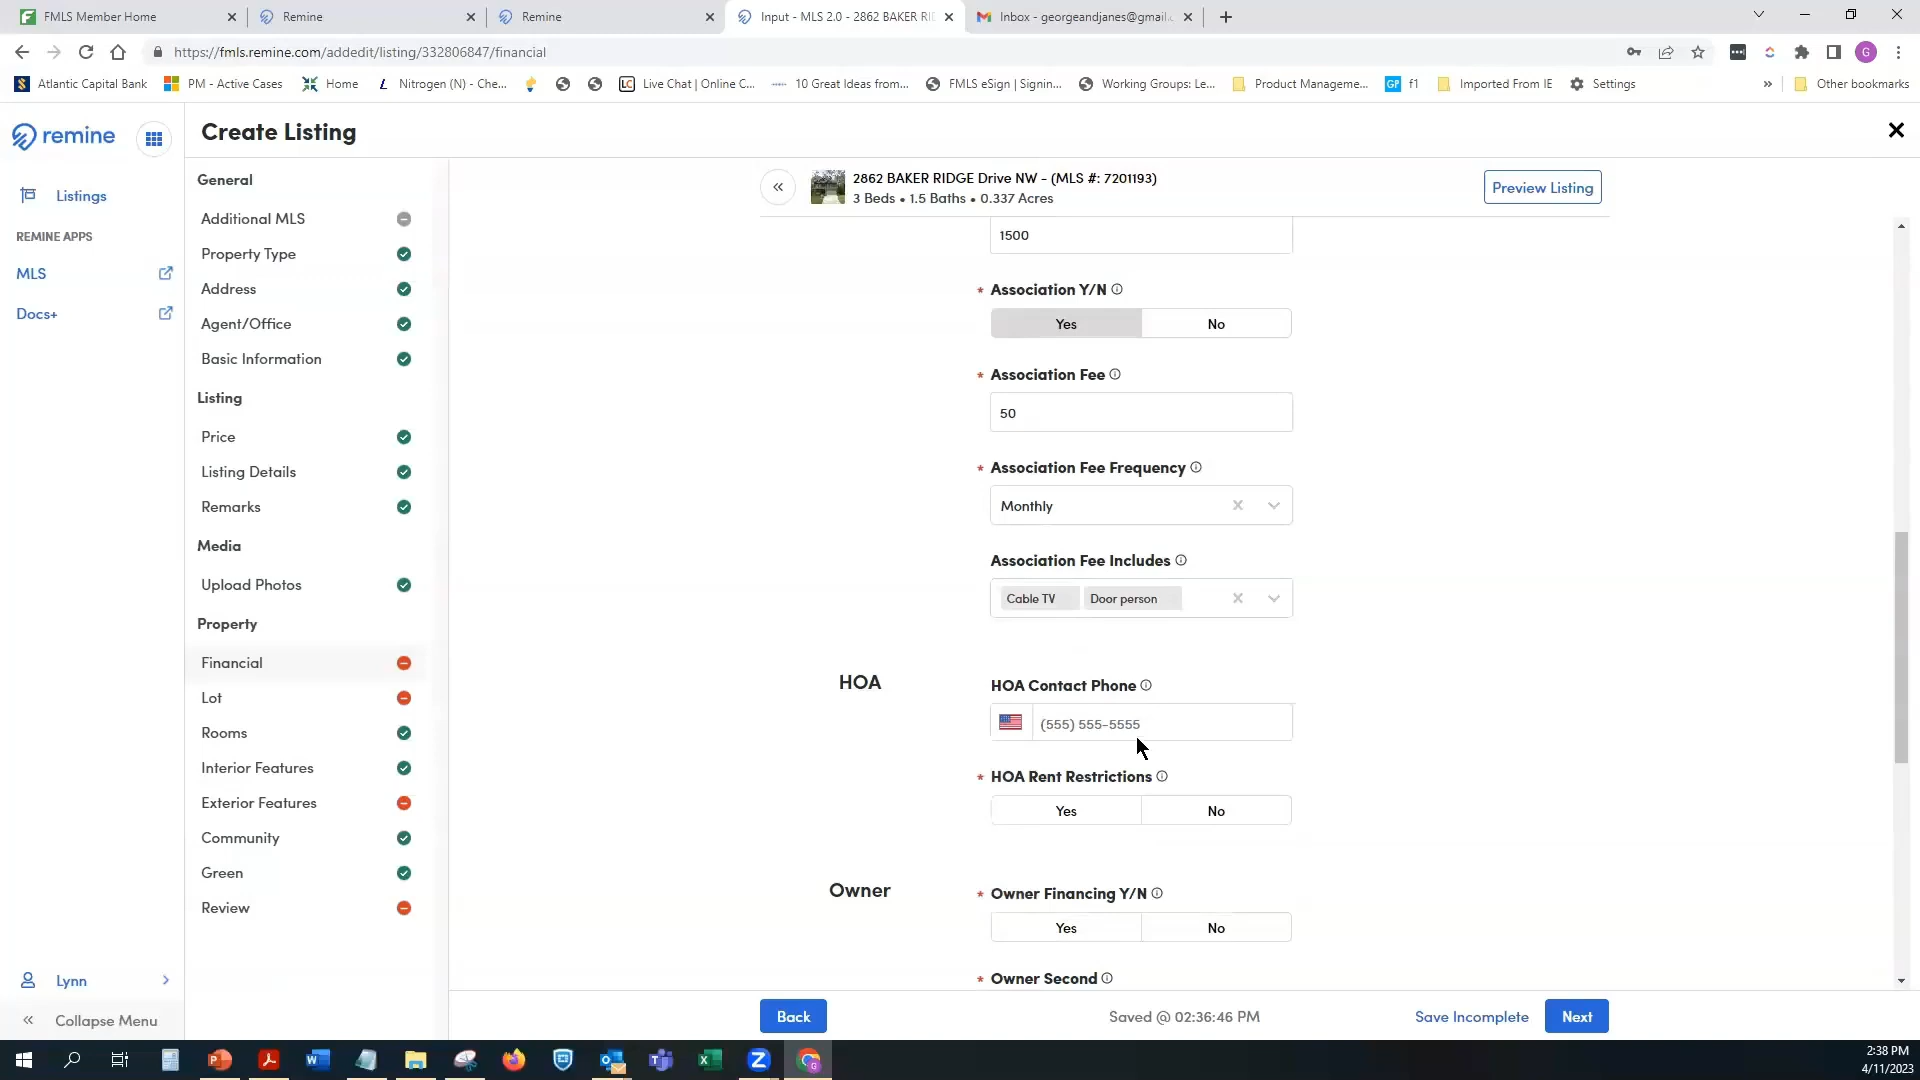 FMLS Member Home
Remine
Remine
Input - MLS 2.0 - 2862 BAKER RI
Inbox - georgeandjanes@gmail.
https://fmls.remine.com/addedit/listing/332806847/financial
G
Atlantic Capital Bank
PM - Active Cases
Home
Nitrogen (N) - Che...
LC Live Chat | Online C...
10 Great Ideas from...
FMLS eSign | Signin...
Working Groups: Le...
Product Manageme...
GP f1
Imported From IE
Settings
Other bookmarks
remine
Create Listing
Listings
REMINE APPS
MLS
Docs+
Lynn
Collapse Menu
General
Additional MLS
Property Type
Address
Agent/Office
Basic Information
Listing
Price
Listing Details
Remarks
Media
Upload Photos
Property
Financial
Lot
Rooms
Interior Features
Exterior Features
Community
Green
Review
2862 BAKER RIDGE Drive NW - (MLS #: 7201193)
3 Beds • 1.5 Baths • 0.337 Acres
Preview Listing
1500
* Association Y/N
Yes No
* Association Fee
50
* Association Fee Frequency
Monthly
Association Fee Includes
Cable TV Door person
HOA
HOA Contact Phone
(555) 555-5555
* HOA Rent Restrictions
Yes No
Owner
* Owner Financing Y/N
Yes No
* Owner Second
Back
Saved @ 02:36:46 PM
Save Incomplete
Next
2:38 PM
4/11/2023